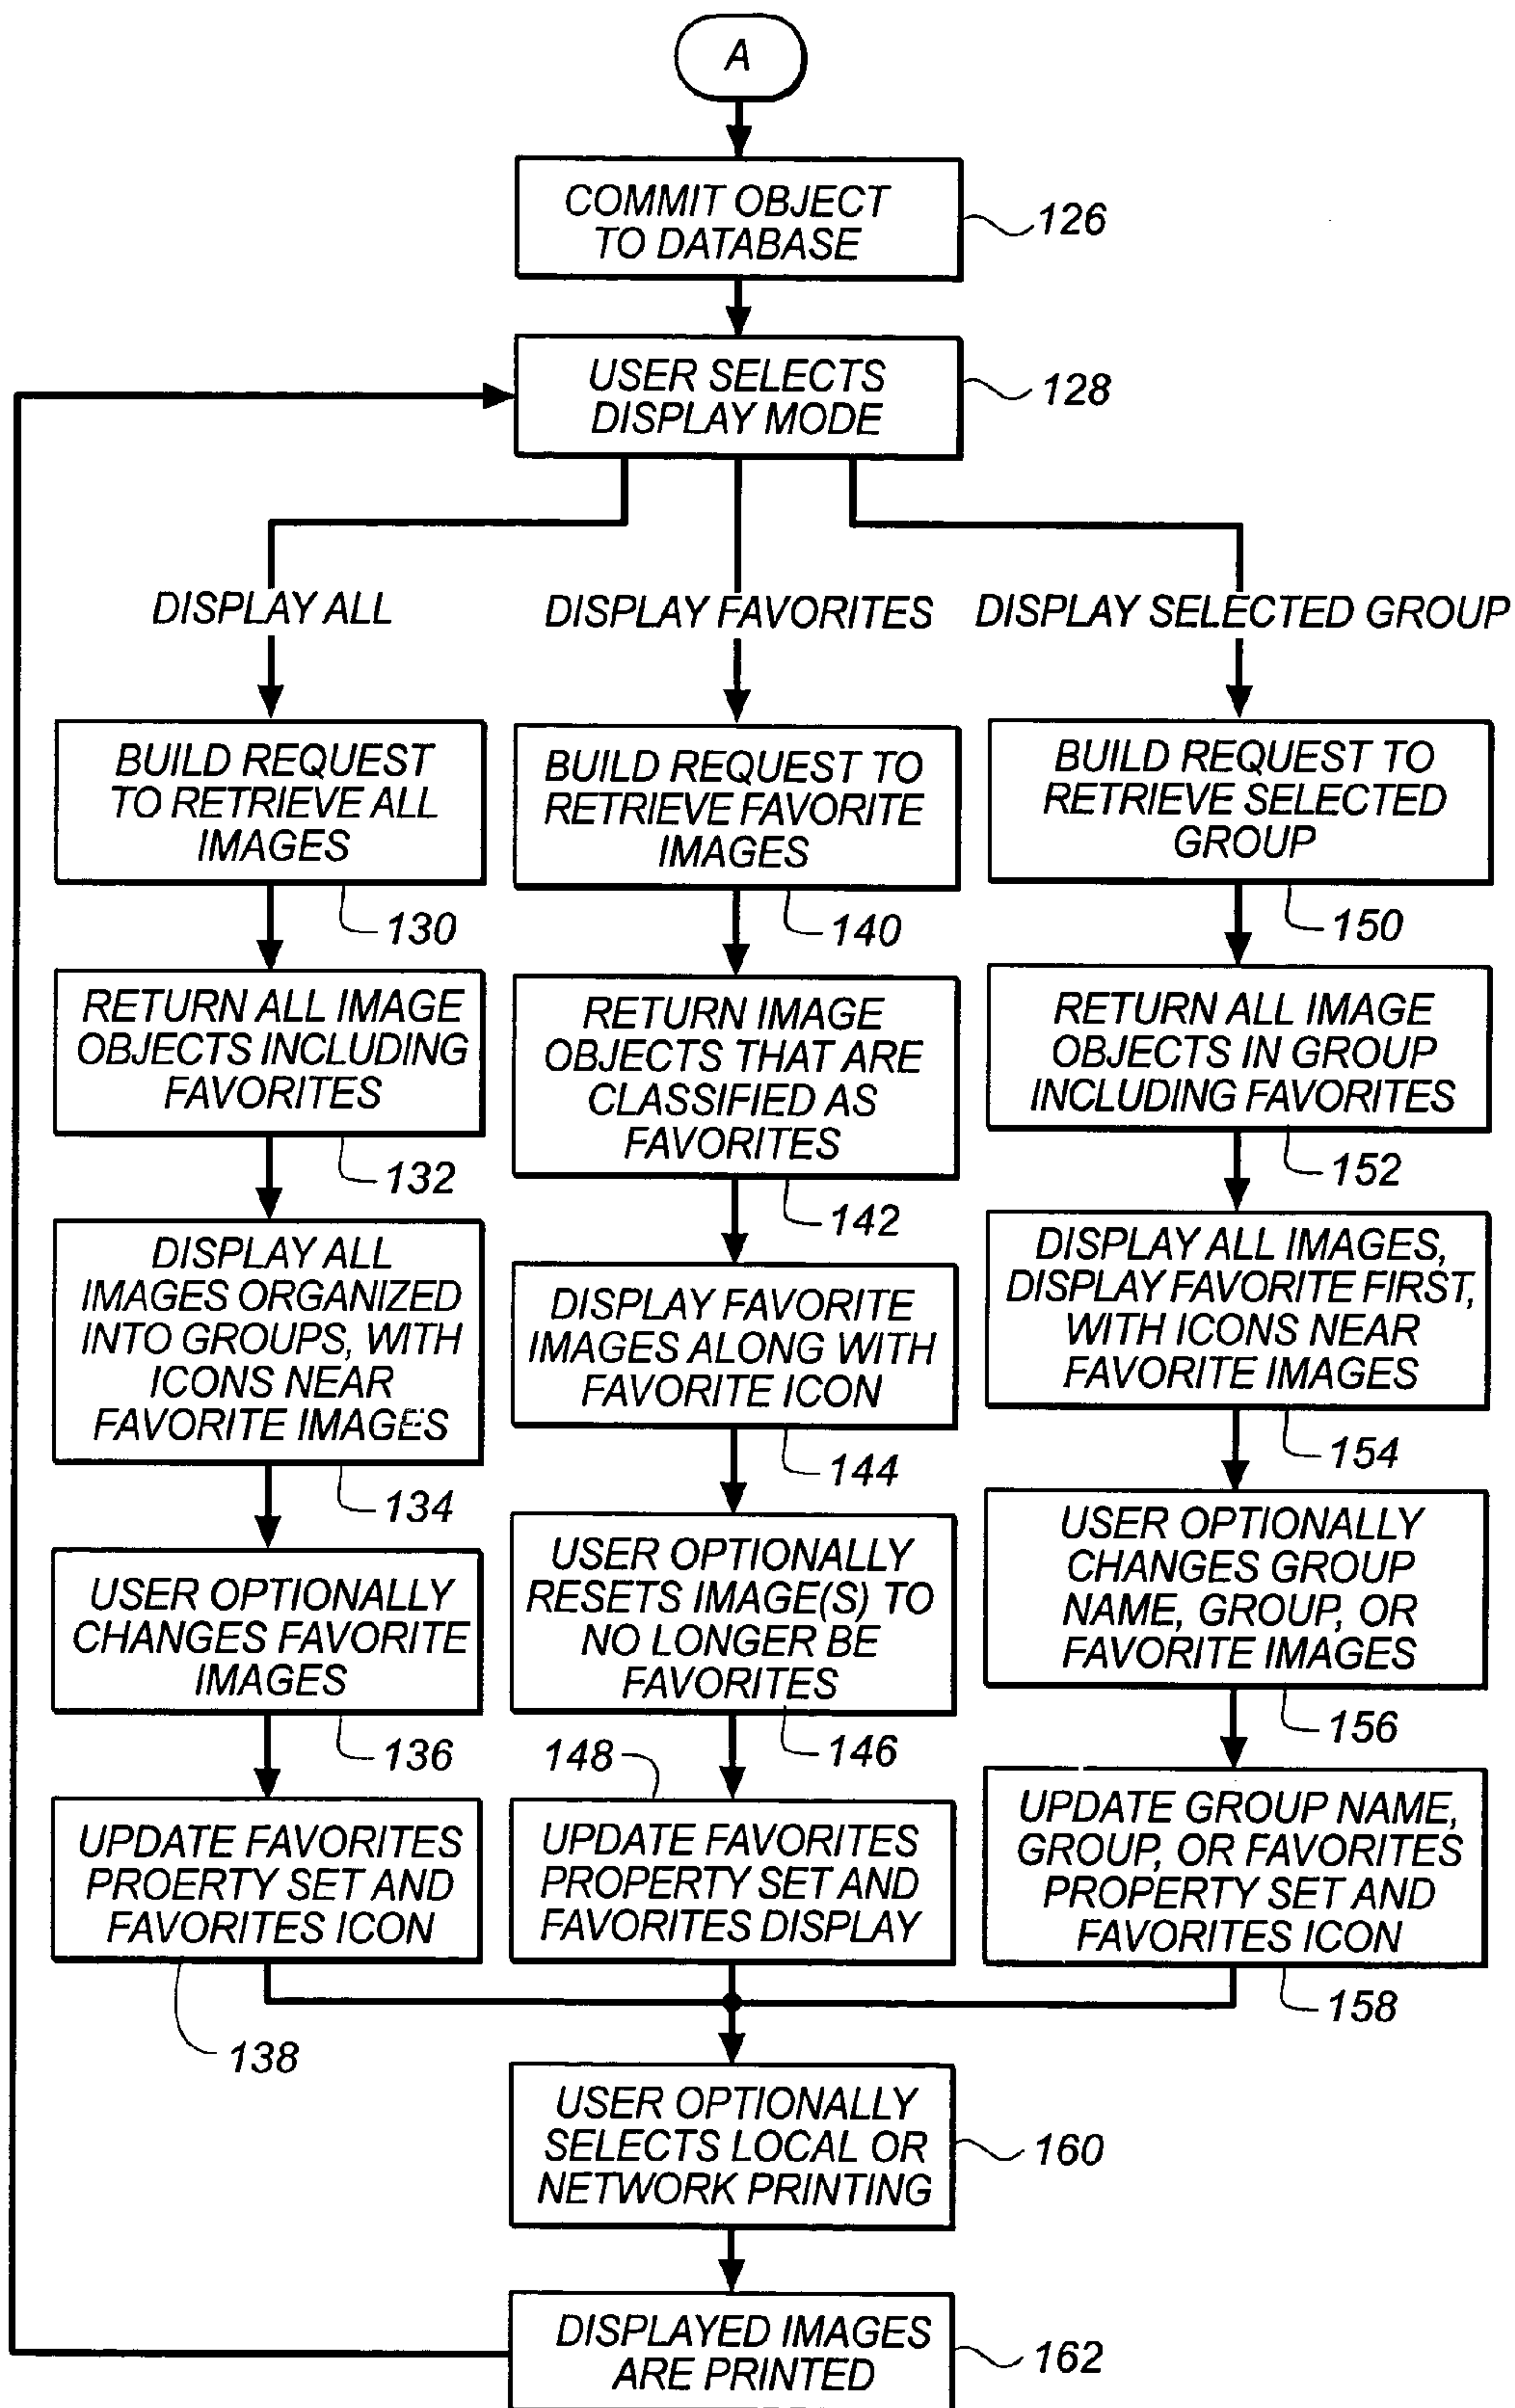 A
COMMIT OBJECT
TO DATABASE
126
USER SELECTS
DISPLAY MODE
128
DISPLAY ALL
DISPLAY FAVORITES
DISPLAY SELECTED GROUP
BUILD REQUEST
TO RETRIEVE ALL
IMAGES
130
RETURN ALL IMAGE
OBJECTS INCLUDING
FAVORITES
132
DISPLAY ALL
IMAGES ORGANIZED
INTO GROUPS, WITH
ICONS NEAR
FAVORITE IMAGES
134
USER OPTIONALLY
CHANGES FAVORITE
IMAGES
136
UPDATE FAVORITES
PROERTY SET AND
FAVORITES ICON
138
BUILD REQUEST TO
RETRIEVE FAVORITE
IMAGES
140
RETURN IMAGE
OBJECTS THAT ARE
CLASSIFIED AS
FAVORITES
142
DISPLAY FAVORITE
IMAGES ALONG WITH
FAVORITE ICON
144
USER OPTIONALLY
RESETS IMAGE(S) TO
NO LONGER BE
FAVORITES
146
148
UPDATE FAVORITES
PROPERTY SET AND
FAVORITES DISPLAY
BUILD REQUEST TO
RETRIEVE SELECTED
GROUP
150
RETURN ALL IMAGE
OBJECTS IN GROUP
INCLUDING FAVORITES
152
DISPLAY ALL IMAGES,
DISPLAY FAVORITE FIRST,
WITH ICONS NEAR
FAVORITE IMAGES
154
USER OPTIONALLY
CHANGES GROUP
NAME, GROUP, OR
FAVORITE IMAGES
156
UPDATE GROUP NAME,
GROUP, OR FAVORITES
PROPERTY SET AND
FAVORITES ICON
158
USER OPTIONALLY
SELECTS LOCAL OR
NETWORK PRINTING
160
DISPLAYED IMAGES
ARE PRINTED
162